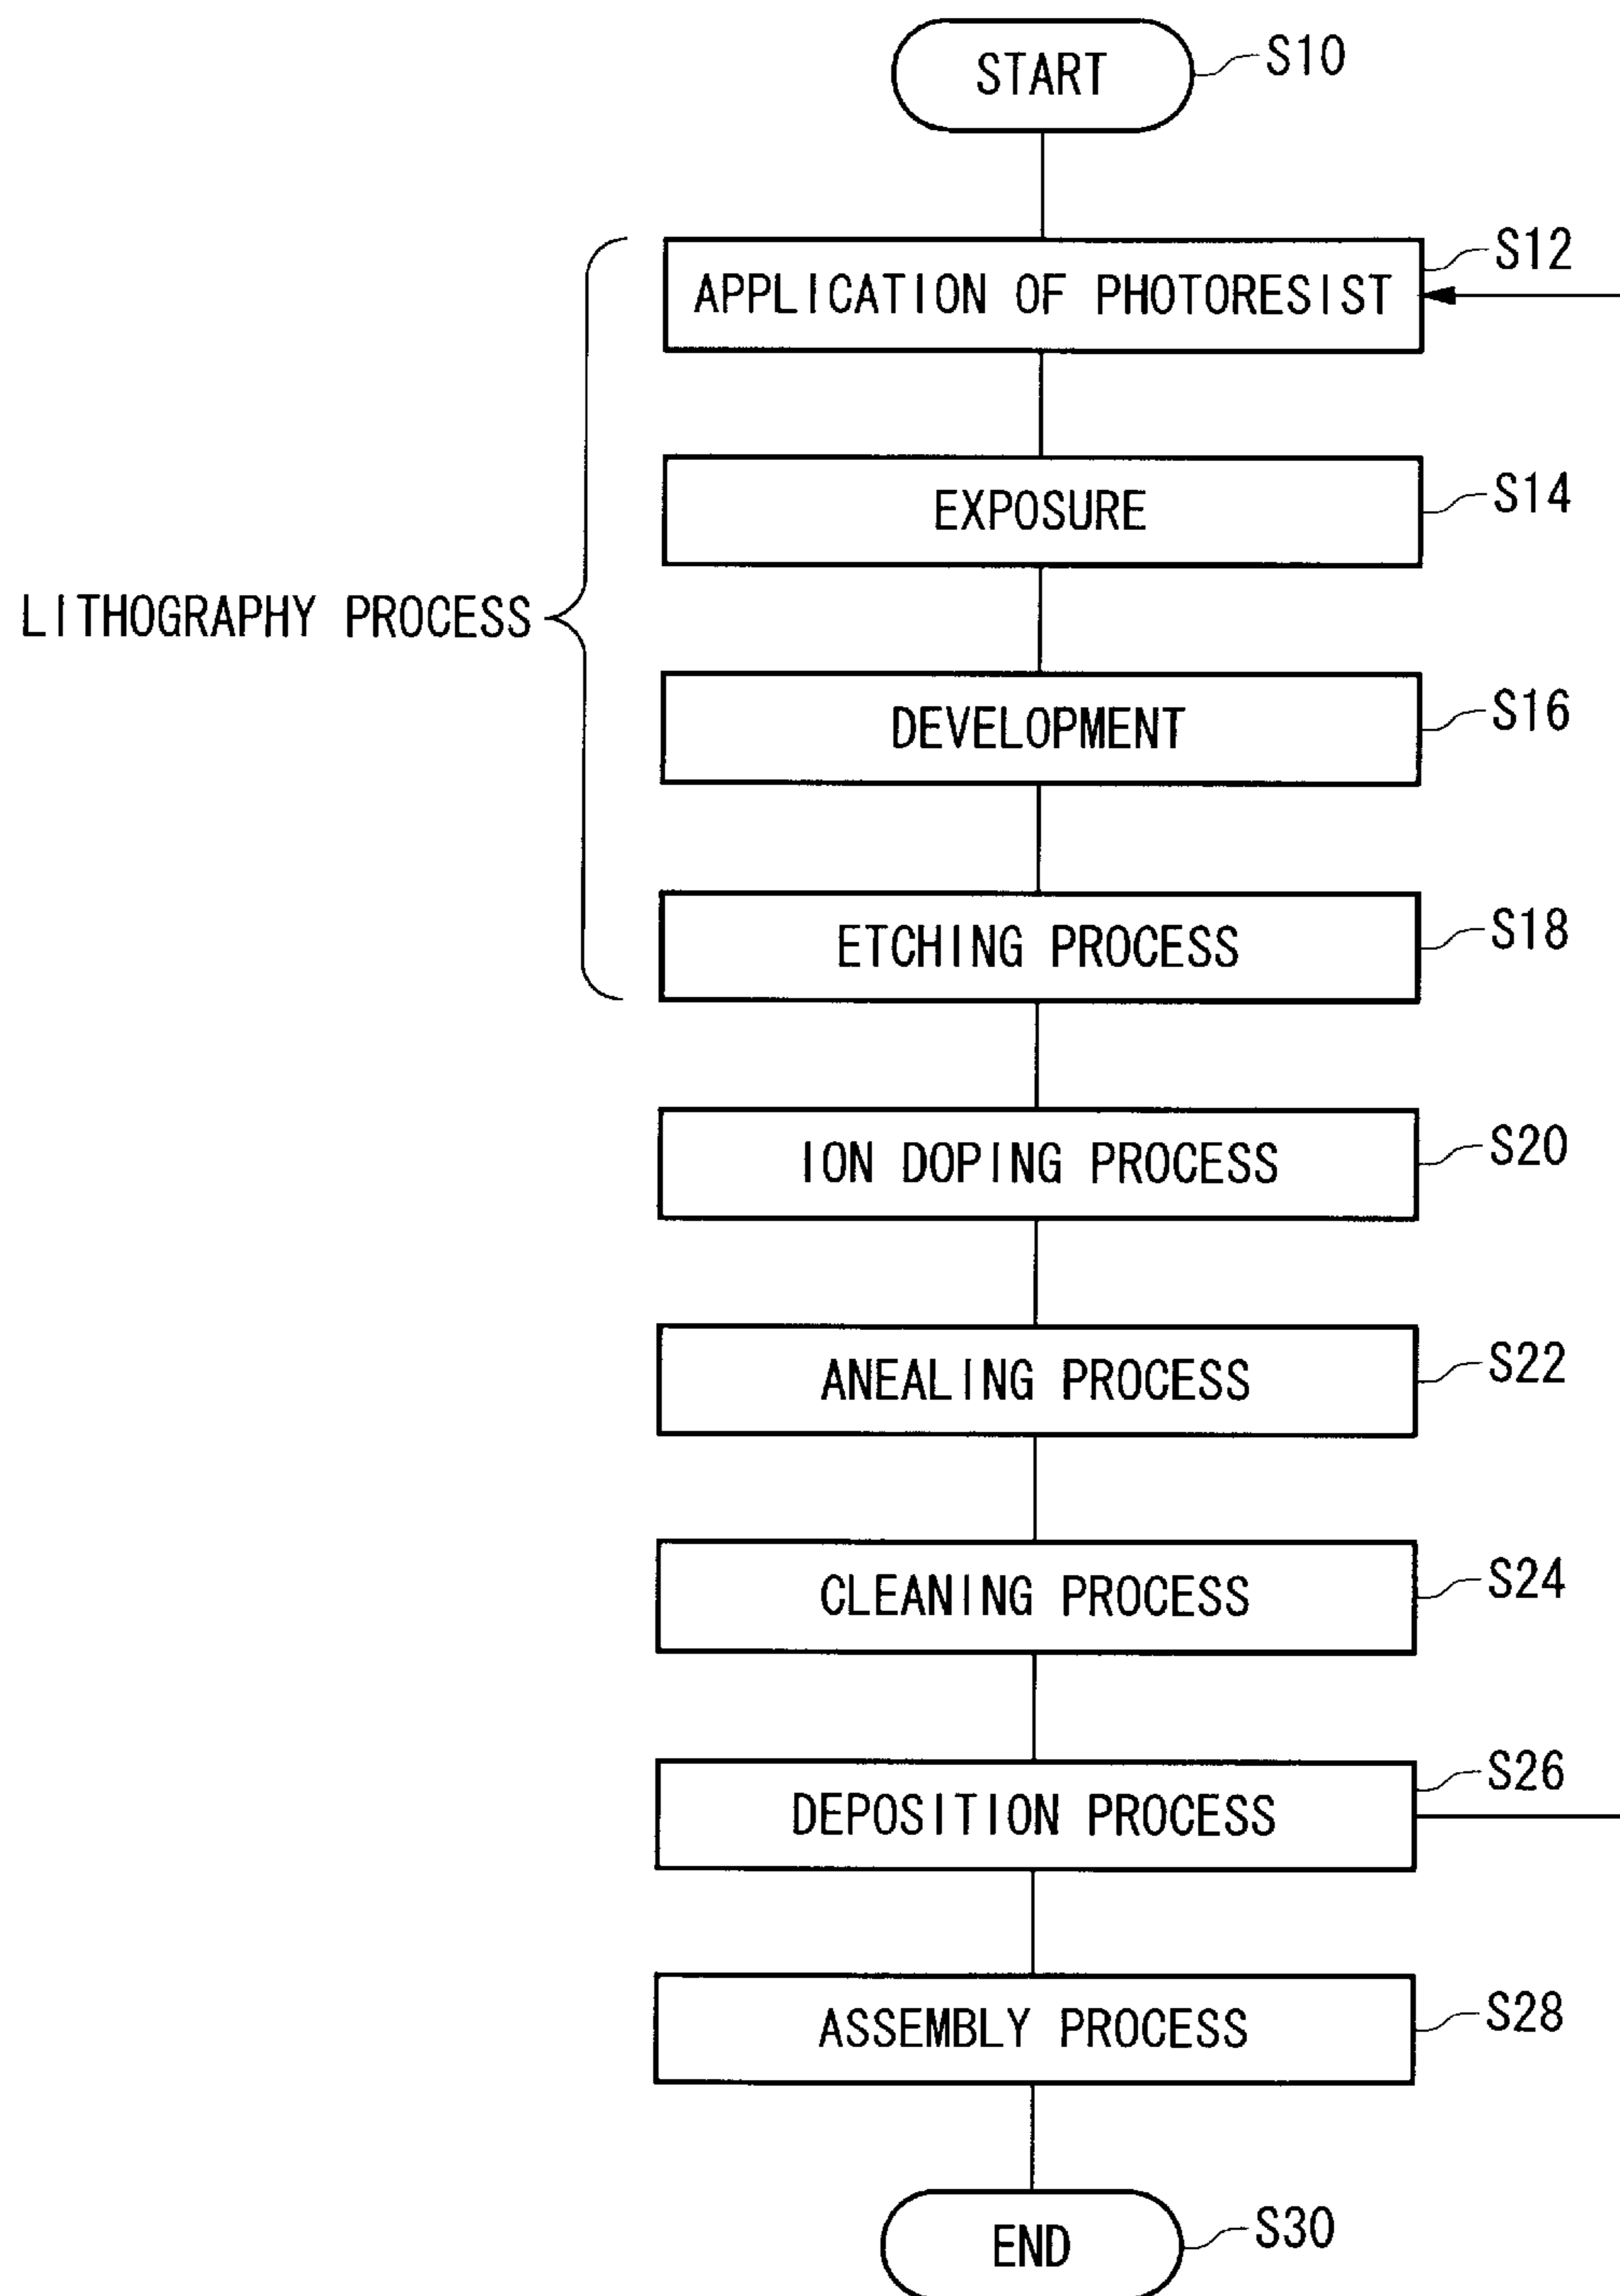 START
S10
APPLICATION OF PHOTORESIST
S12
EXPOSURE
S14
LITHOGRAPHY PROCESS
DEVELOPMENT
S16
ETCHING PROCESS
S18
ION DOPING PROCESS
S20
ANEALING PROCESS
S22
CLEANING PROCESS
S24
DEPOSITION PROCESS
S26
ASSEMBLY PROCESS
S28
END
S30